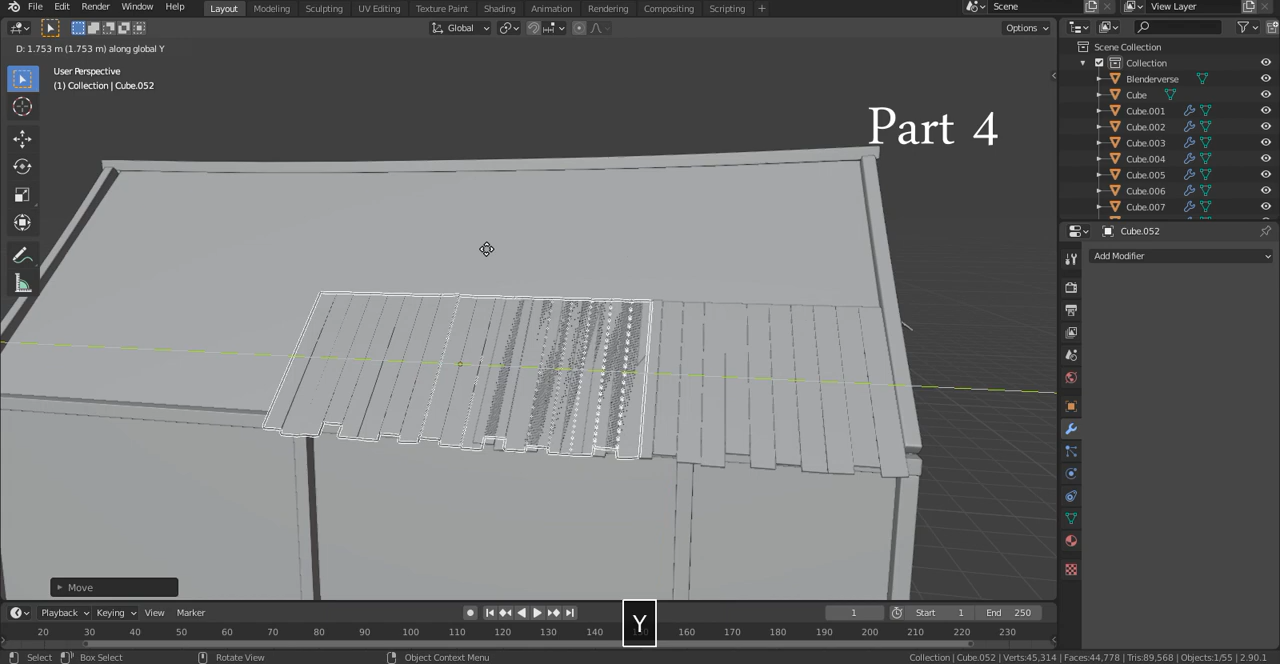 File Edit Render Window Help Layout Modeling Sculpting UV Editing Texture Paint Shading Animation Rendering Compositing Scripting + Scene View Layer
Global Options
D: 1.753 m (1.753 m) along global Y
User Perspective
(1) Collection | Cube.052
Part 4
Scene Collection
Collection
Blenderverse
Cube
Cube.001
Cube.002
Cube.003
Cube.004
Cube.005
Cube.006
Cube.007
Cube.052
Add Modifier
Move
Y
Playback Keying View Marker 1 Start 1 End 250
20 30 40 50 60 70 80 90 100 110 120 130 140 160 170 180 190 200 210 220 230
Select Box Select Rotate View Object Context Menu Collection | Cube.052 | Verts:45,314 | Faces:44,778 | Tris:89,568 | Objects:1/55 | 2.90.1